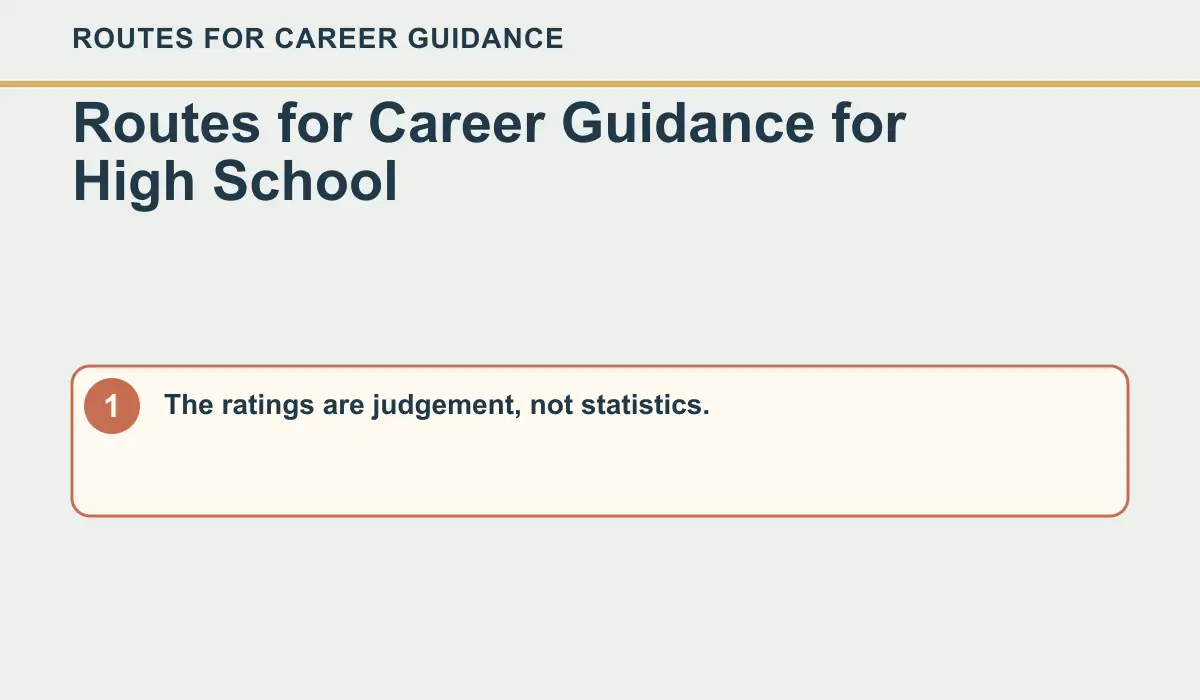 ROUTES FOR CAREER GUIDANCE
Routes for Career Guidance for
High School
1
The ratings are judgement, not statistics.